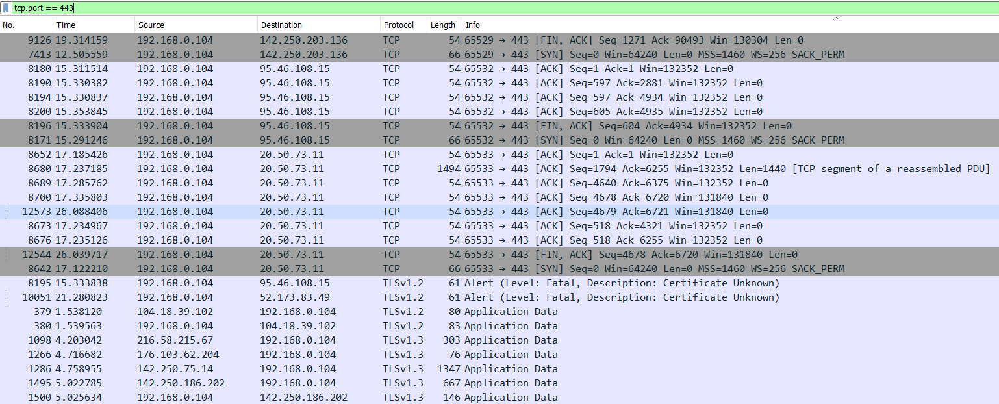 tcp.port == 443
No. Time Source Destination Protocol Length Info
9126 19.314159 192.168.0.104 142.250.203.136 TCP 54 65529 → 443 [FIN, ACK] Seq=1271 Ack=90493 Win=130304 Len=0
7413 12.505559 192.168.0.104 142.250.203.136 TCP 66 65529 → 443 [SYN] Seq=0 Win=64240 Len=0 MSS=1460 WS=256 SACK_PERM
8180 15.311514 192.168.0.104 95.46.108.15 TCP 54 65532 → 443 [ACK] Seq=1 Ack=1 Win=132352 Len=0
8190 15.330382 192.168.0.104 95.46.108.15 TCP 54 65532 → 443 [ACK] Seq=597 Ack=2881 Win=132352 Len=0
8194 15.330837 192.168.0.104 95.46.108.15 TCP 54 65532 → 443 [ACK] Seq=597 Ack=4934 Win=132352 Len=0
8200 15.353845 192.168.0.104 95.46.108.15 TCP 54 65532 → 443 [ACK] Seq=605 Ack=4935 Win=132352 Len=0
8196 15.333904 192.168.0.104 95.46.108.15 TCP 54 65532 → 443 [FIN, ACK] Seq=604 Ack=4934 Win=132352 Len=0
8171 15.291246 192.168.0.104 95.46.108.15 TCP 66 65532 → 443 [SYN] Seq=0 Win=64240 Len=0 MSS=1460 WS=256 SACK_PERM
8652 17.185426 192.168.0.104 20.50.73.11 TCP 54 65533 → 443 [ACK] Seq=1 Ack=1 Win=132352 Len=0
8680 17.237185 192.168.0.104 20.50.73.11 TCP 1494 65533 → 443 [ACK] Seq=1794 Ack=6255 Win=132352 Len=1440 [TCP segment of a reassembled PDU]
8689 17.285762 192.168.0.104 20.50.73.11 TCP 54 65533 → 443 [ACK] Seq=4640 Ack=6375 Win=132352 Len=0
8700 17.335803 192.168.0.104 20.50.73.11 TCP 54 65533 → 443 [ACK] Seq=4678 Ack=6720 Win=131840 Len=0
12573 26.088406 192.168.0.104 20.50.73.11 TCP 54 65533 → 443 [ACK] Seq=4679 Ack=6721 Win=131840 Len=0
8673 17.234967 192.168.0.104 20.50.73.11 TCP 54 65533 → 443 [ACK] Seq=518 Ack=4321 Win=132352 Len=0
8676 17.235126 192.168.0.104 20.50.73.11 TCP 54 65533 → 443 [ACK] Seq=518 Ack=6255 Win=132352 Len=0
12544 26.039717 192.168.0.104 20.50.73.11 TCP 54 65533 → 443 [FIN, ACK] Seq=4678 Ack=6720 Win=131840 Len=0
8642 17.122210 192.168.0.104 20.50.73.11 TCP 66 65533 → 443 [SYN] Seq=0 Win=64240 Len=0 MSS=1460 WS=256 SACK_PERM
8195 15.333838 192.168.0.104 95.46.108.15 TLSv1.2 61 Alert (Level: Fatal, Description: Certificate Unknown)
10051 21.280823 192.168.0.104 52.173.83.49 TLSv1.2 61 Alert (Level: Fatal, Description: Certificate Unknown)
379 1.538120 104.18.39.102 192.168.0.104 TLSv1.2 80 Application Data
380 1.539563 192.168.0.104 104.18.39.102 TLSv1.2 83 Application Data
1098 4.203042 216.58.215.67 192.168.0.104 TLSv1.3 303 Application Data
1266 4.716682 176.103.62.204 192.168.0.104 TLSv1.3 76 Application Data
1286 4.758955 142.250.75.14 192.168.0.104 TLSv1.3 1347 Application Data
1495 5.022785 142.250.186.202 192.168.0.104 TLSv1.3 667 Application Data
1500 5.025634 192.168.0.104 142.250.186.202 TLSv1.3 146 Application Data